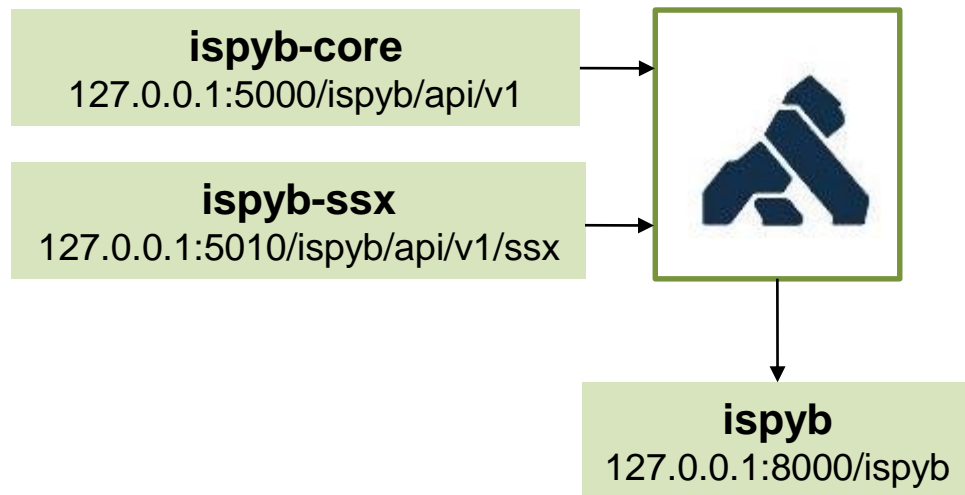 ispyb-core
127.0.0.1:5000/ispyb/api/v1
ispyb-ssx
127.0.0.1:5010/ispyb/api/v1/ssx
ispyb
127.0.0.1:8000/ispyb